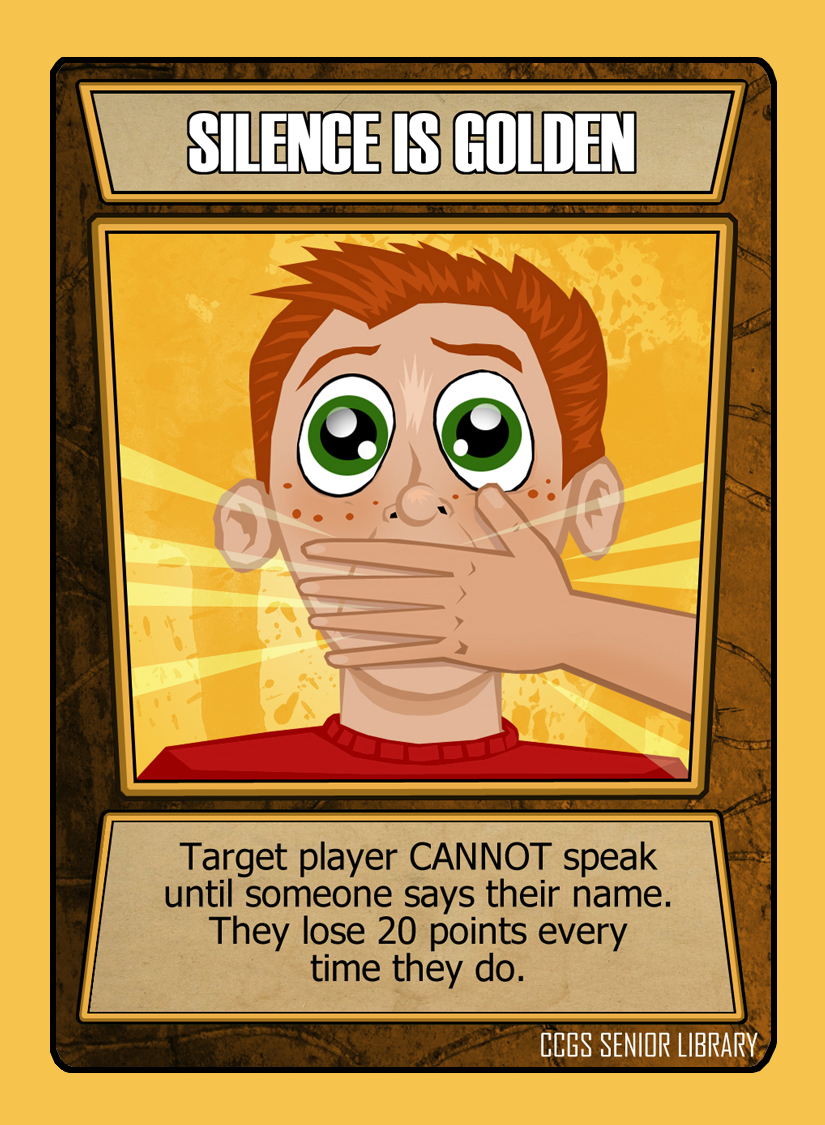 SILENCE IS GOLDEN
Target player CANNOT speak
until someone says their name.
They lose 20 points every
time they do.
CCGS SENIOR LIBRARY